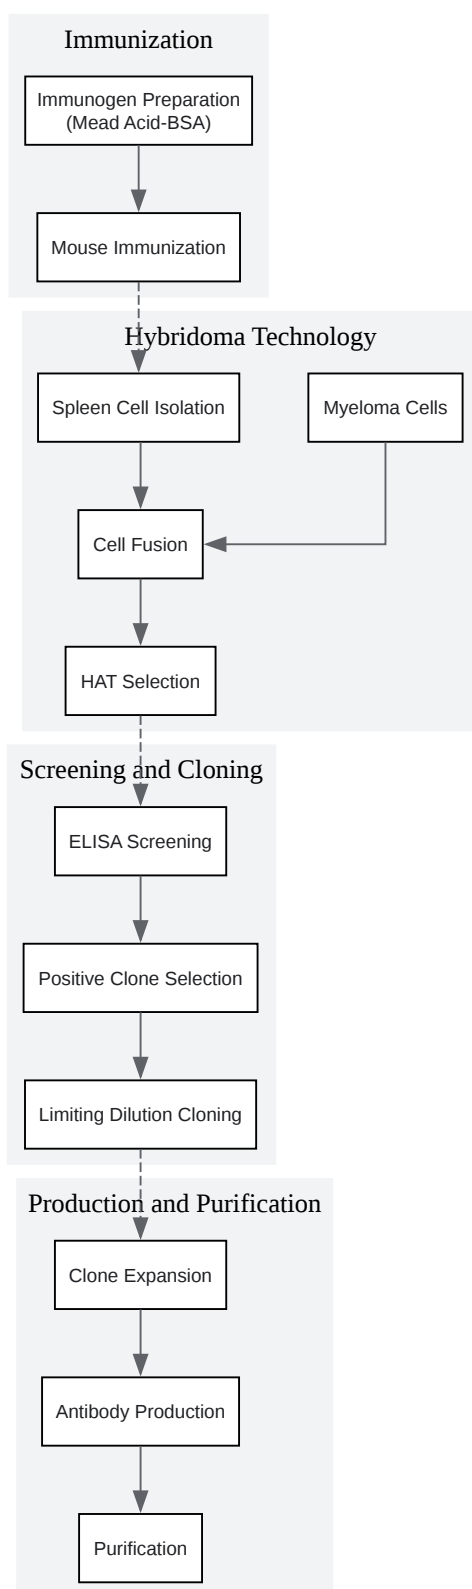 Immunization
Immunogen Preparation
(Mead Acid-BSA)
Mouse Immunization
Hybridoma Technology
Spleen Cell Isolation
Myeloma Cells
Cell Fusion
HAT Selection
Screening and Cloning
ELISA Screening
Positive Clone Selection
Limiting Dilution Cloning
Production and Purification
Clone Expansion
Antibody Production
Purification